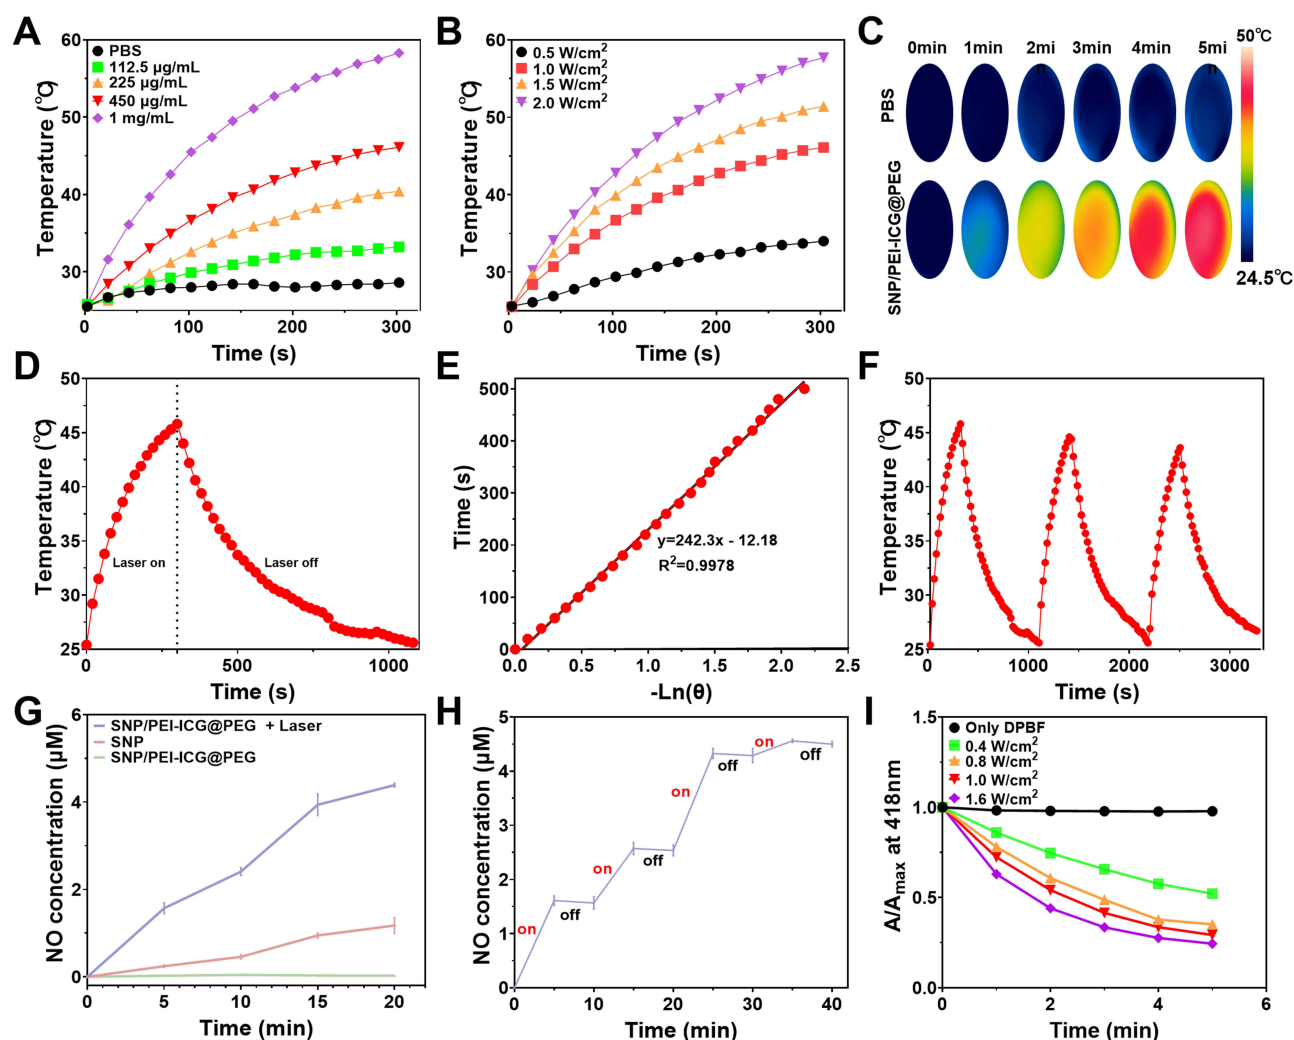 A
Temperature (℃)
60
50
40
30
0
100
200
300
Time (s)
PBS
112.5 μg/mL
225 μg/mL
450 μg/mL
1 mg/mL
B
Temperature (℃)
60
50
40
30
0
100
200
300
Time (s)
0.5 W/cm²
1.0 W/cm²
1.5 W/cm²
2.0 W/cm²
C
0min
1min
2mi
n
3min
4min
5mi
n
PBS
SNP/PEI-ICG@PEG
50℃
24.5℃
D
Temperature (℃)
50
45
40
35
30
25
0
500
1000
Time (s)
Laser on
Laser off
E
Time (s)
500
400
300
200
100
0
0.0
0.5
1.0
1.5
2.0
2.5
-Ln(θ)
y=242.3x - 12.18
R²=0.9978
F
Temperature (℃)
50
45
40
35
30
25
0
1000
2000
3000
Time (s)
G
NO concentration (μM)
6
4
2
0
0
5
10
15
20
Time (min)
SNP/PEI-ICG@PEG + Laser
SNP
SNP/PEI-ICG@PEG
H
NO concentration (μM)
5
4
3
2
1
0
0
10
20
30
40
Time (min)
on
off
on
off
on
off
on
off
I
A/Amax at 418nm
1.5
1.0
0.5
0.0
0
2
4
6
Time (min)
Only DPBF
0.4 W/cm²
0.8 W/cm²
1.0 W/cm²
1.6 W/cm²